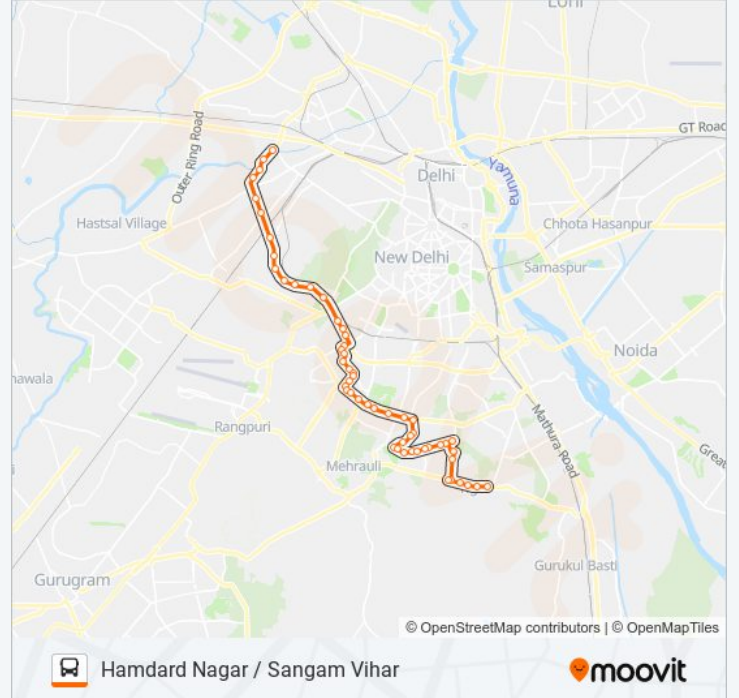 Loni
GT Road
Outer Ring Road
Delhi
Yamuna
Hastsal Village
Chhota Hasanpur
New Delhi
Samaspur
Noida
nawala
Rangpuri
Mathura Road
Great
Mehrauli
Gurukul Basti
Gurugram
© OpenStreetMap contributors | © OpenMapTiles
Hamdard Nagar / Sangam Vihar
moovit